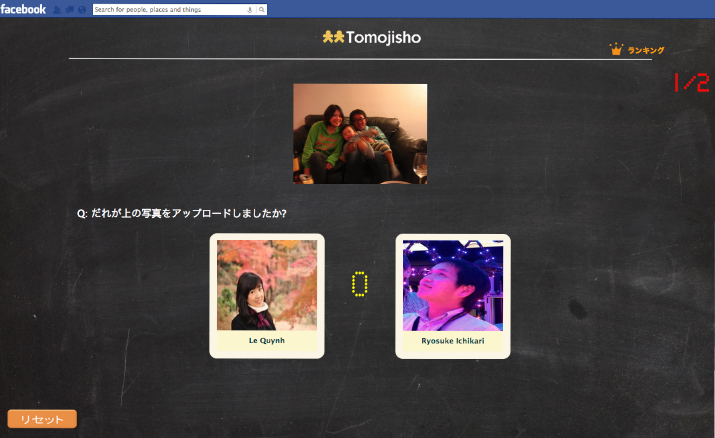 facebook
Search for people, places and things
Tomojisho
ランキング
1/2
Q: だれが上の写真をアップロードしましたか?
0
Le Quynh
Ryosuke Ichikari
リセット